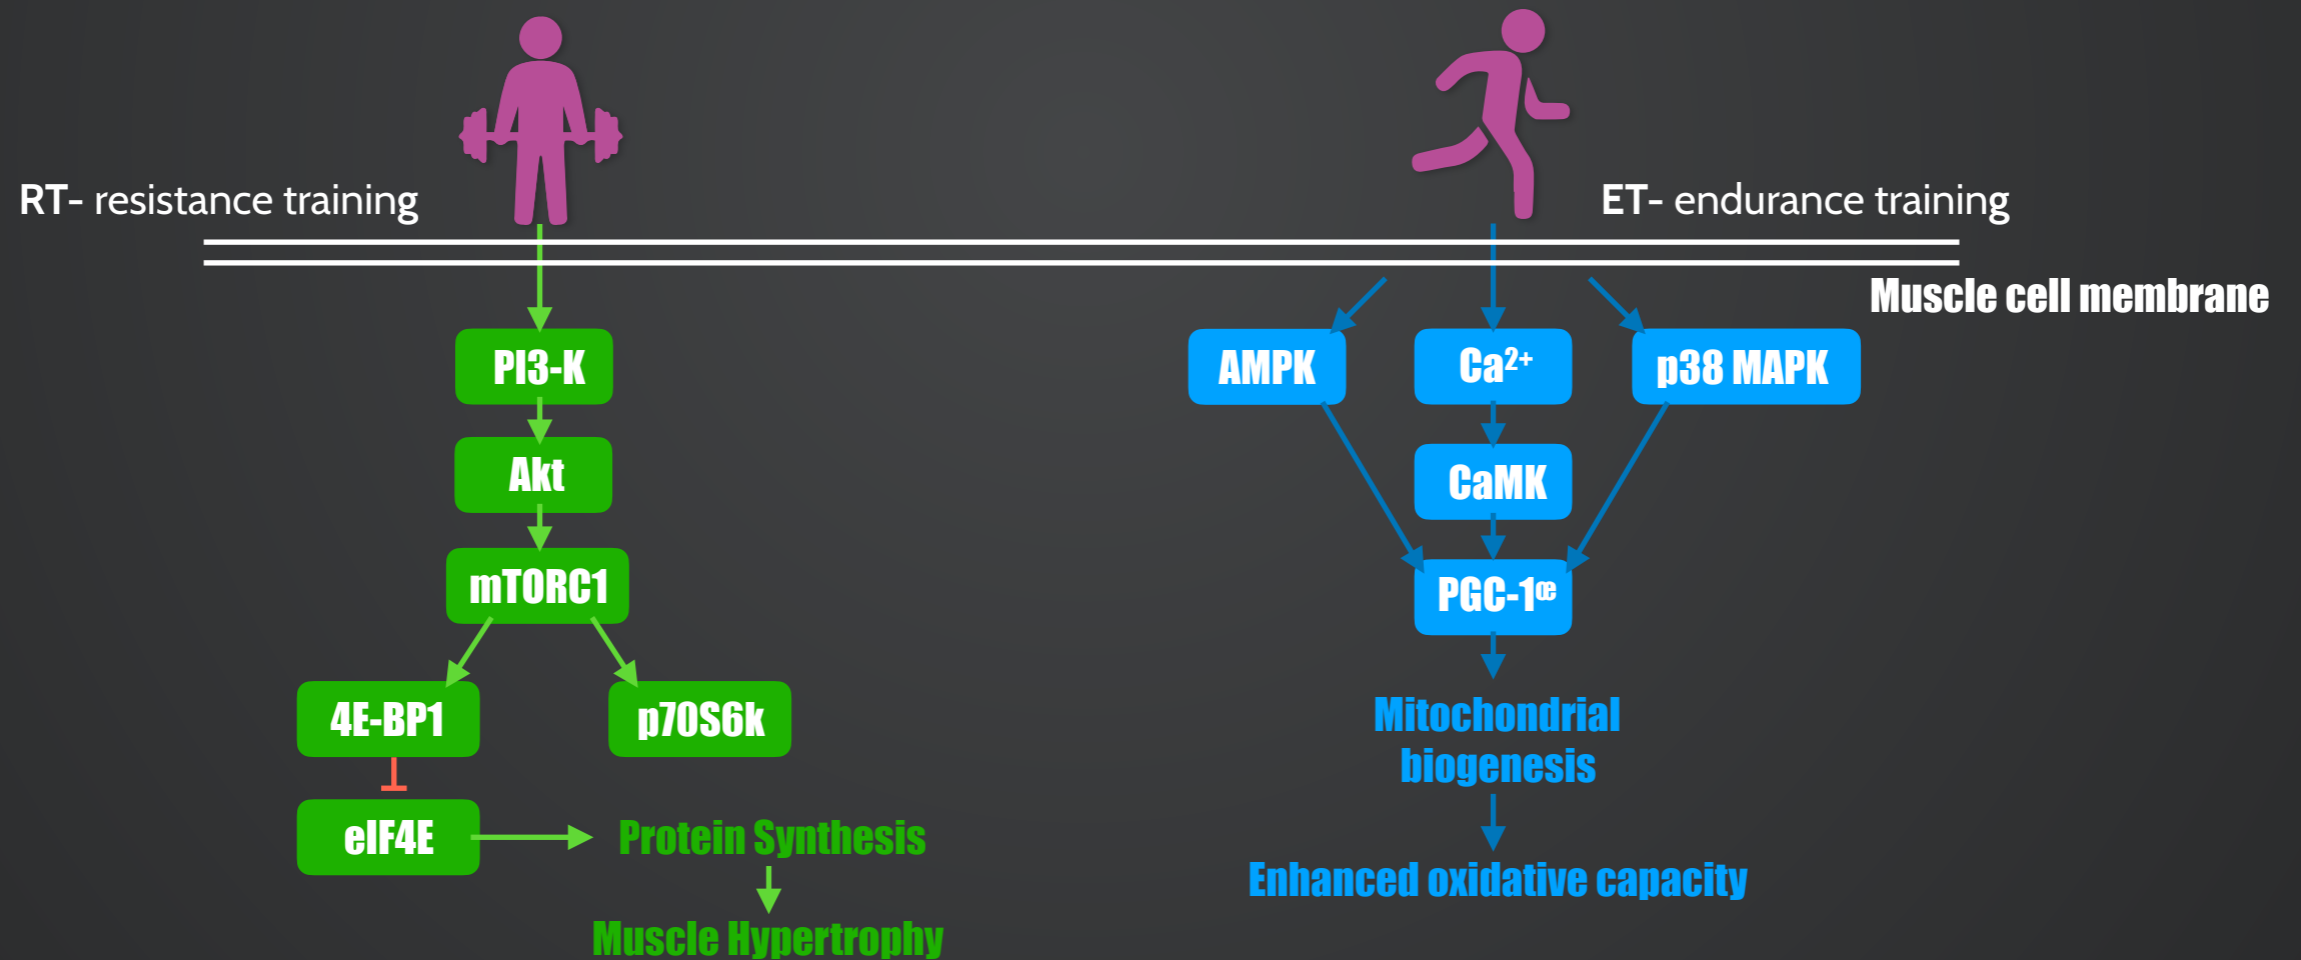 RT- resistance training
ET- endurance training
Muscle cell membrane
PI3-K
Akt
mTORC1
4E-BP1
p70S6k
eIF4E
Protein Synthesis
Muscle Hypertrophy
AMPK
Ca²⁺
p38 MAPK
CaMK
PGC-1œ
Mitochondrial
biogenesis
Enhanced oxidative capacity